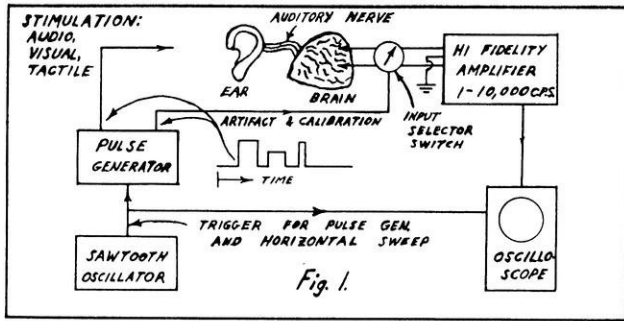 STIMULATION:
AUDIO,
VISUAL,
TACTILE
AUDITORY NERVE
EAR
BRAIN
HI FIDELITY
AMPLIFIER
1-10,000 CPS.
ARTIFACT & CALIBRATION
INPUT
SELECTOR
SWITCH
PULSE
GENERATOR
TIME
TRIGGER FOR PULSE GEN.
AND HORIZONTAL SWEEP
SAWTOOTH
OSCILLATOR
OSCILLO-
SCOPE
Fig. 1.